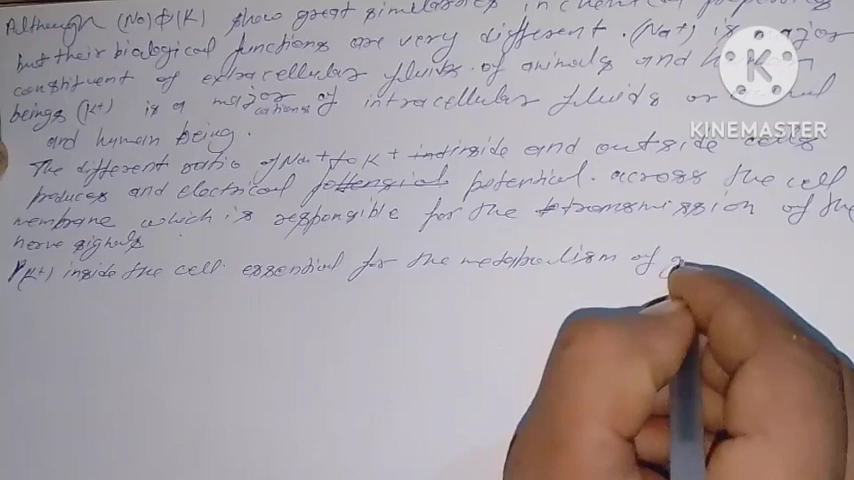 Although (Na) & (K) show great similarties in chemical properties
but their biological functions are very different. (Na+) is major
constituent of extracellular fluids of animals and human
beings (K+) is a major cations of intracellular fluids or
and human being.
The different ratio of Na+ to K+ inside and outside cells
produces and electrical potential. across the cell
membrane which is responsible for the transmission of the
nerve signals
(K+) inside the cell essential for the metabolism of
K
KINEMASTER